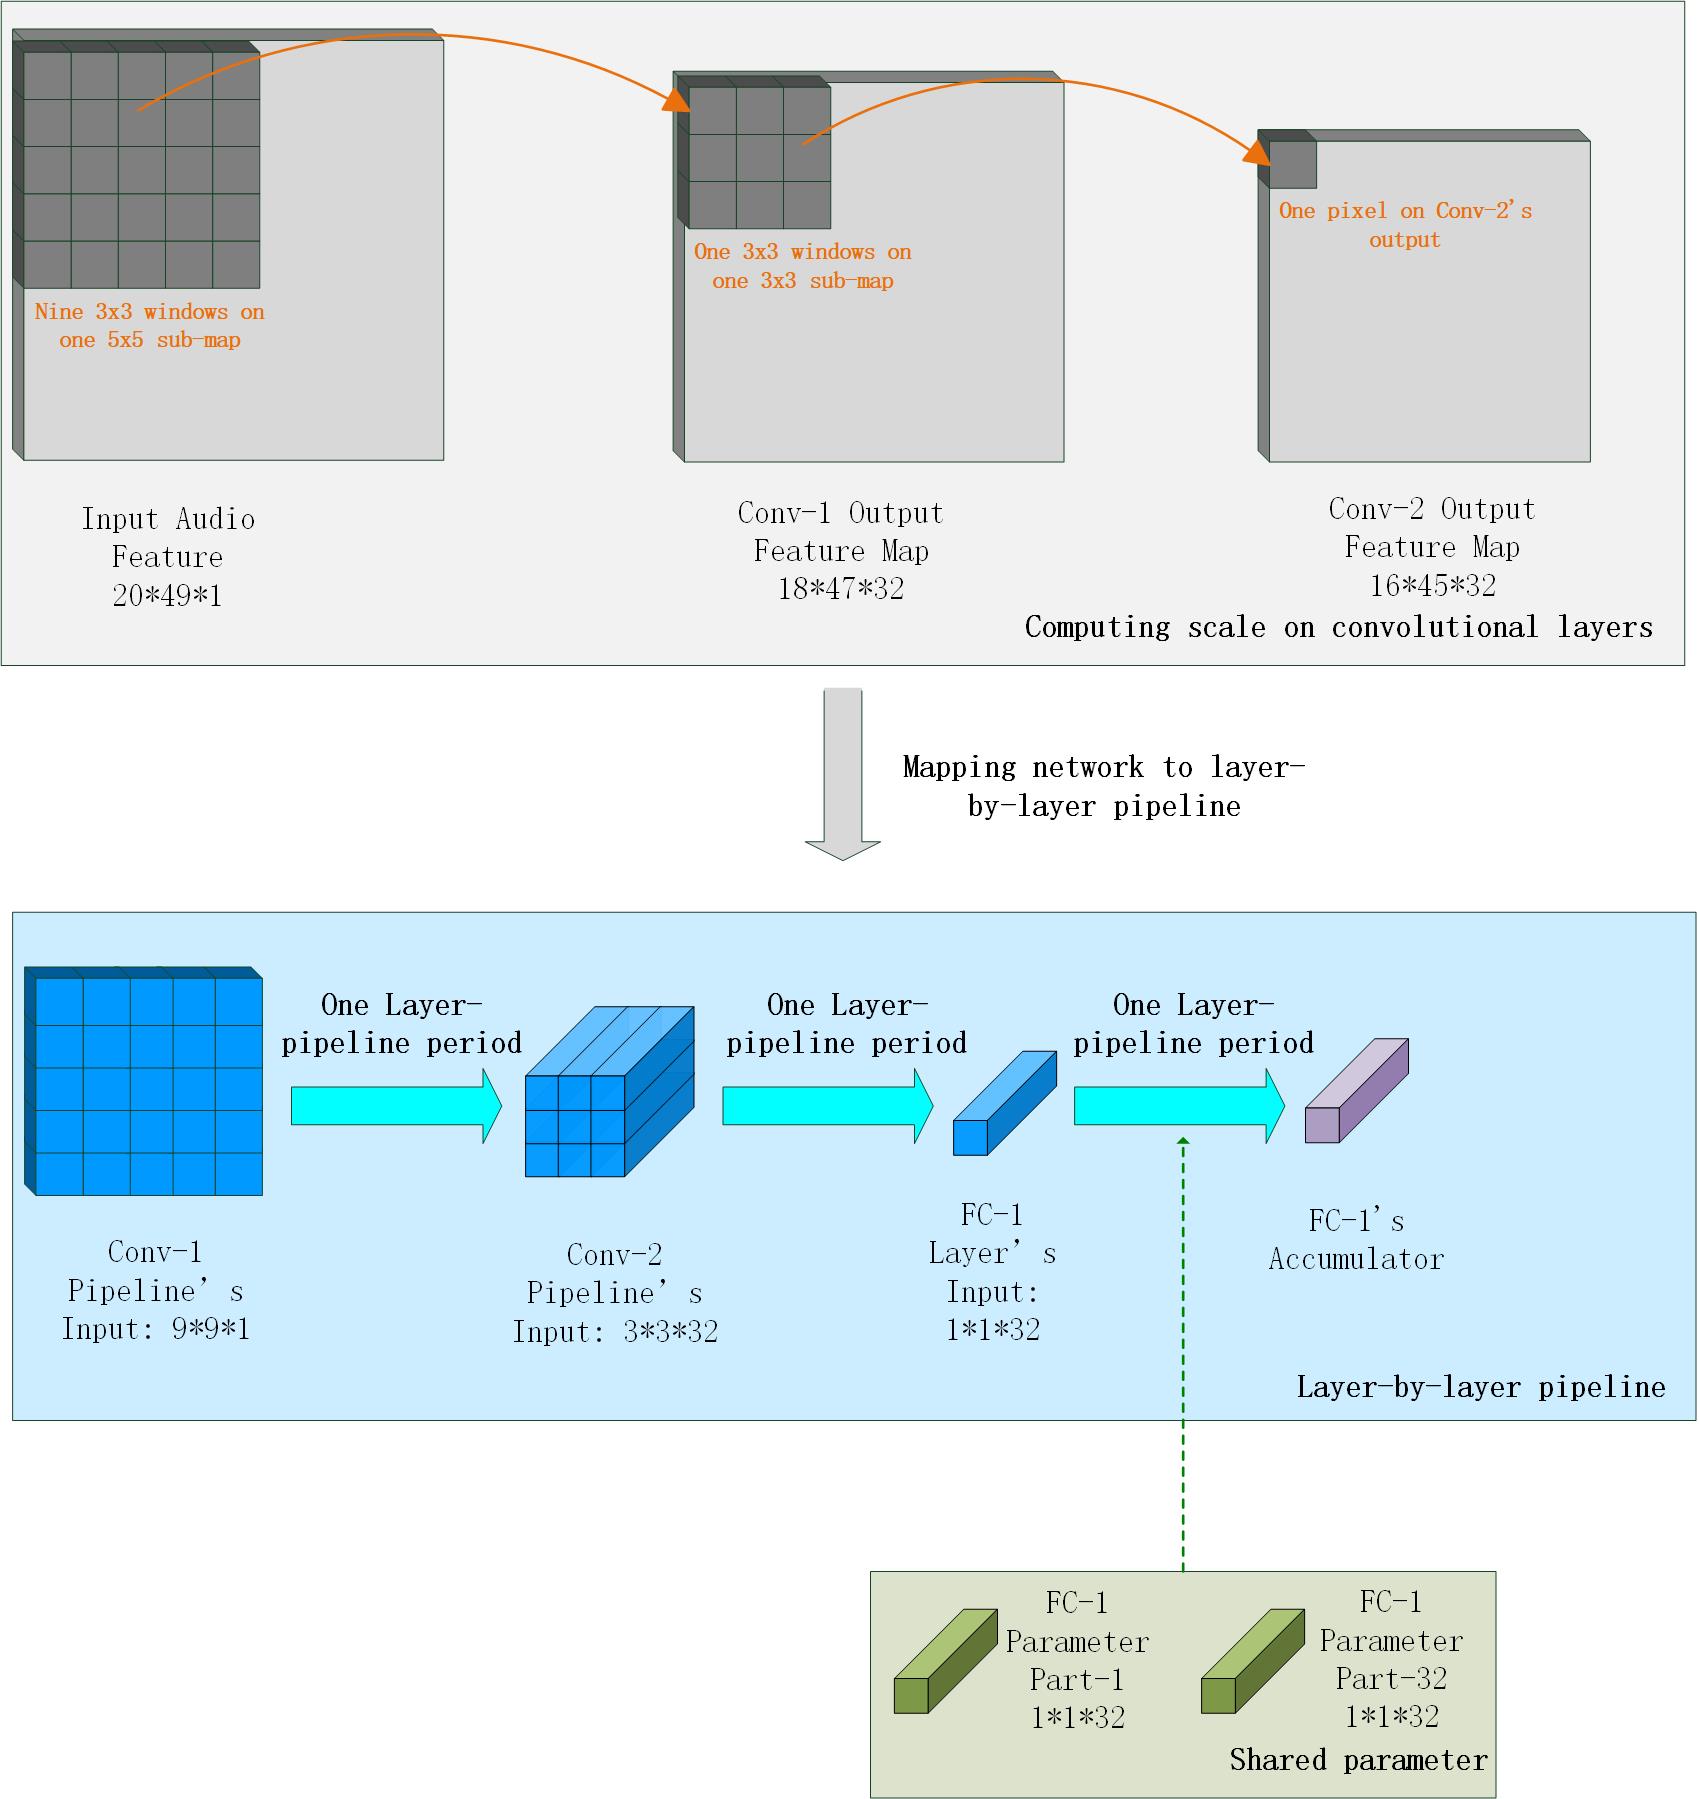 Nine 3x3 windows on
one 5x5 sub-map
One 3x3 windows on
one 3x3 sub-map
One pixel on Conv-2's
output
Input Audio
Feature
20*49*1
Conv-1 Output
Feature Map
18*47*32
Conv-2 Output
Feature Map
16*45*32
Computing scale on convolutional layers
Mapping network to layer-
by-layer pipeline
One Layer-
pipeline period
One Layer-
pipeline period
One Layer-
pipeline period
Conv-1
Pipeline’s
Input: 9*9*1
Conv-2
Pipeline’s
Input: 3*3*32
FC-1
Layer’s
Input:
1*1*32
FC-1's
Accumulator
Layer-by-layer pipeline
FC-1
Parameter
Part-1
1*1*32
FC-1
Parameter
Part-32
1*1*32
Shared parameter